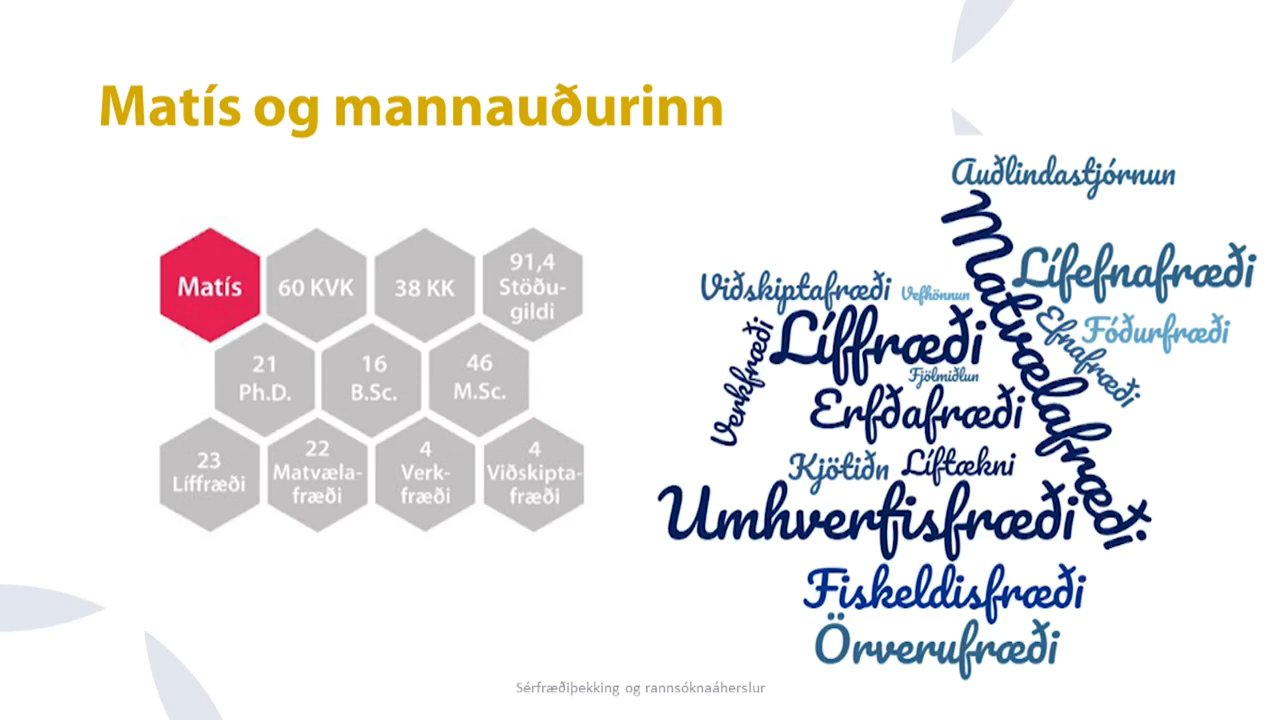 Matís og mannauðurinn
Matís
60 KVK
38 KK
91,4
Stöðu-
gildi
21
Ph.D.
16
B.Sc.
46
M.Sc.
23
Líffræði
22
Matvæla-
fræði
4
Verk-
fræði
4
Viðskipta-
fræði
Auðlindastjórnun
Matvælafræði
Lífefnafræði
Viðskiptafræði
Vefhönnun
Efnafræði
Fóðurfræði
Líffræði
Verkfræði
Fjölmiðlun
Erfðafræði
Kjötiðn
Líftækni
Umhverfisfræði
Fiskeldisfræði
Örverufræði
Sérfræðiþekking og rannsóknaáherslur